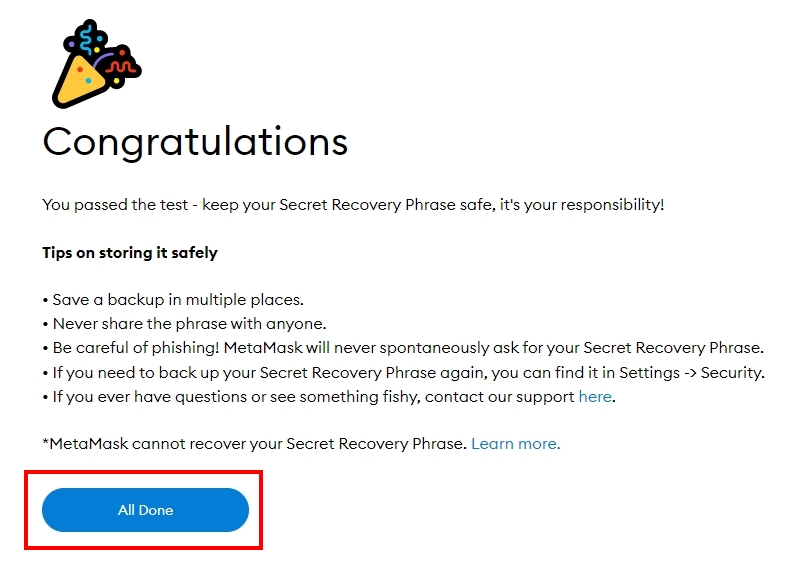 Congratulations
You passed the test - keep your Secret Recovery Phrase safe, it's your responsibility!
Tips on storing it safely
• Save a backup in multiple places.
• Never share the phrase with anyone.
• Be careful of phishing! MetaMask will never spontaneously ask for your Secret Recovery Phrase.
• If you need to back up your Secret Recovery Phrase again, you can find it in Settings -> Security.
• If you ever have questions or see something fishy, contact our support here.
*MetaMask cannot recover your Secret Recovery Phrase. Learn more.
All Done